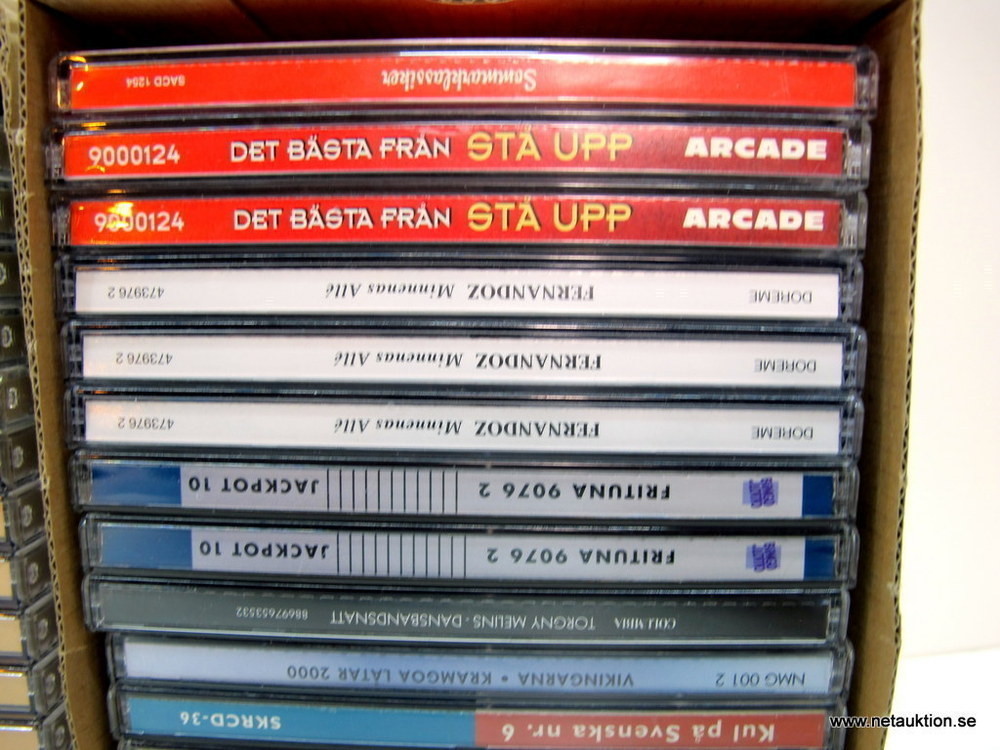 Sommarklassiker SACD 1254
9000124 DET BÄSTA FRÅN STÅ UPP ARCADE
9000124 DET BÄSTA FRÅN STÅ UPP ARCADE
DOREME FERNANDOZ Minnenas Allé 473976 2
DOREME FERNANDOZ Minnenas Allé 473976 2
DOREME FERNANDOZ Minnenas Allé 473976 2
FRITUNA 9076 2 JACKPOT 10
FRITUNA 9076 2 JACKPOT 10
COLUMBIA TORGNY MELINS · DANSBANDSNATT 88697653532
NMG 001 2 VIKINGARNA • KRAMGOA LÅTAR 2000
Kul på Svenska nr. 6 SKRCD-36
www.netauktion.se